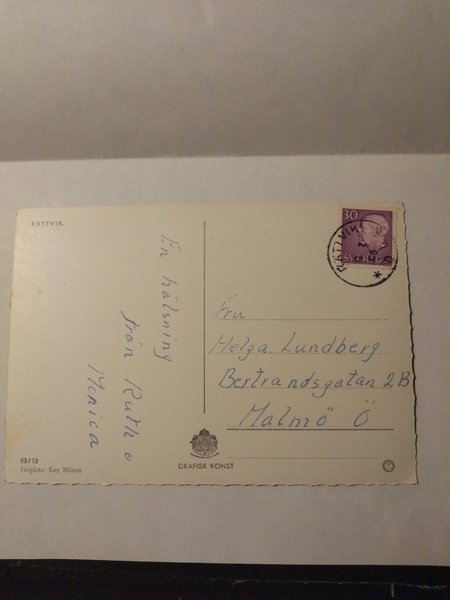 RÄTTVIK.
En hälsning
från Ruth o
Monica
30
SVERIGE
RÄTTVIK
Fru
Helga Lundberg
Bertrandsgatan 2B
Malmö Ö
GRAFISK KONST
EB/13
Färgfoto: Key Nilson